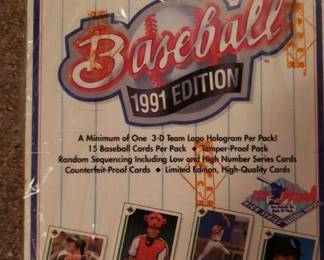 Baseball
1991 EDITION
A Minimum of One 3-D Team Logo Hologram Per Pack!
15 Baseball Cards Per Pack • Tamper-Proof Pack
Random Sequencing Including Low and High Number Series Cards
Counterfeit-Proof Cards • Limited Edition, High-Quality Cards